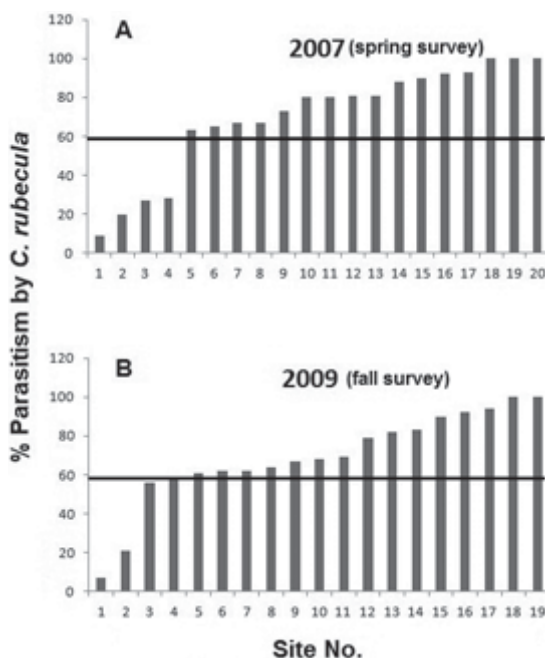 % Parasitism by C. rubecula
A
2007 (spring survey)
120
100
80
60
40
20
0
1 2 3 4 5 6 7 8 9 10 11 12 13 14 15 16 17 18 19 20
B
2009 (fall survey)
120
100
80
60
40
20
0
1 2 3 4 5 6 7 8 9 10 11 12 13 14 15 16 17 18 19
Site No.